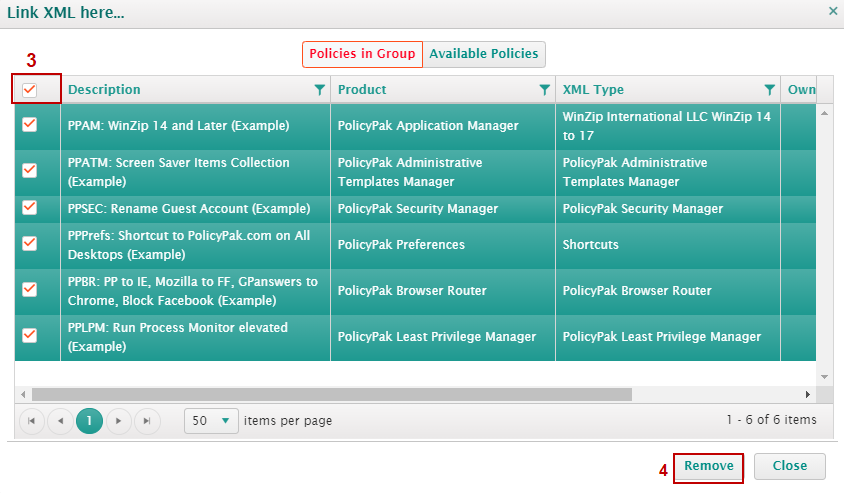 Link XML here...
3
Policies in Group Available Policies
Description Product XML Type Own
PPAM: WinZip 14 and Later (Example) PolicyPak Application Manager WinZip International LLC WinZip 14
to 17
PPATM: Screen Saver Items Collection PolicyPak Administrative PolicyPak Administrative
(Example) Templates Manager Templates Manager
PPSEC: Rename Guest Account (Example) PolicyPak Security Manager PolicyPak Security Manager
PPPrefs: Shortcut to PolicyPak.com on All
Desktops (Example) PolicyPak Preferences Shortcuts
PPBR: PP to IE, Mozilla to FF, GPanswers to
Chrome, Block Facebook (Example) PolicyPak Browser Router PolicyPak Browser Router
PPLPM: Run Process Monitor elevated
(Example) PolicyPak Least Privilege Manager PolicyPak Least Privilege Manager
1 50 items per page 1 - 6 of 6 items
4 Remove Close